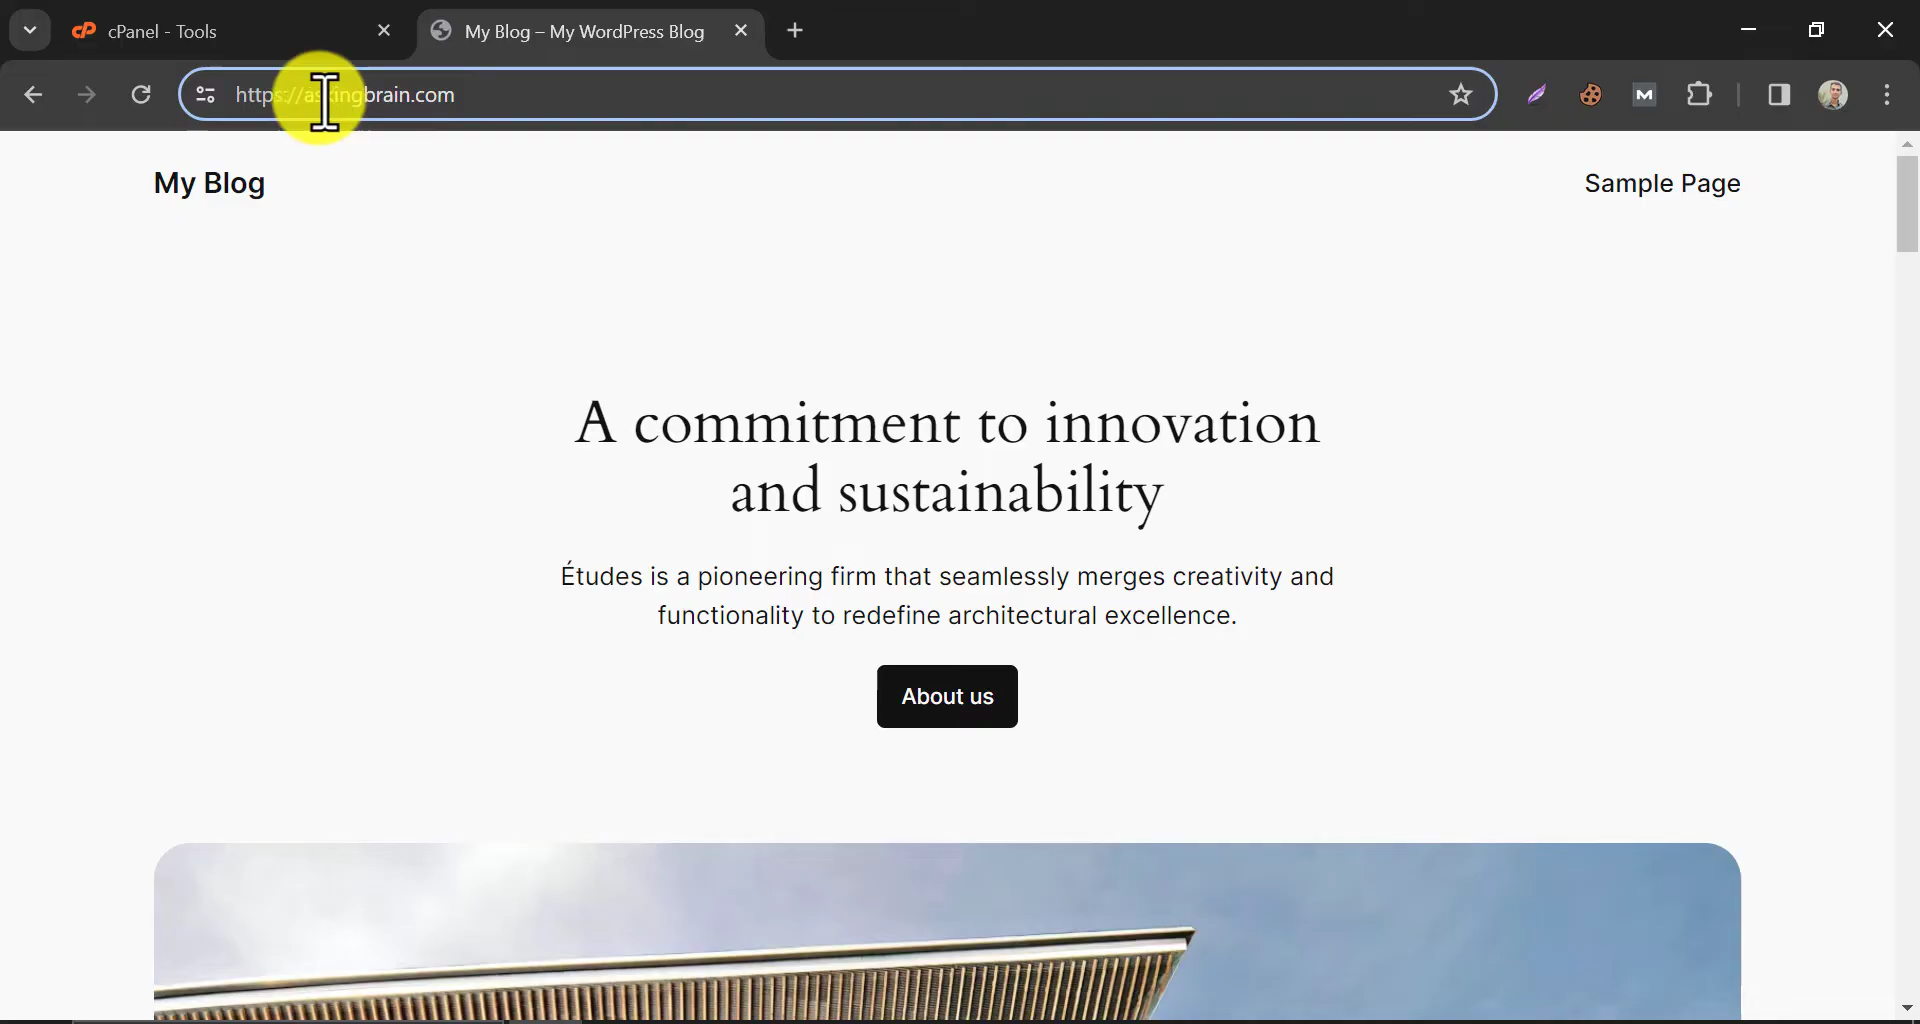 cPanel - Tools
My Blog – My WordPress Blog
https://askingbrain.com
My Blog
Sample Page
A commitment to innovation
and sustainability
Études is a pioneering firm that seamlessly merges creativity and
functionality to redefine architectural excellence.
About us